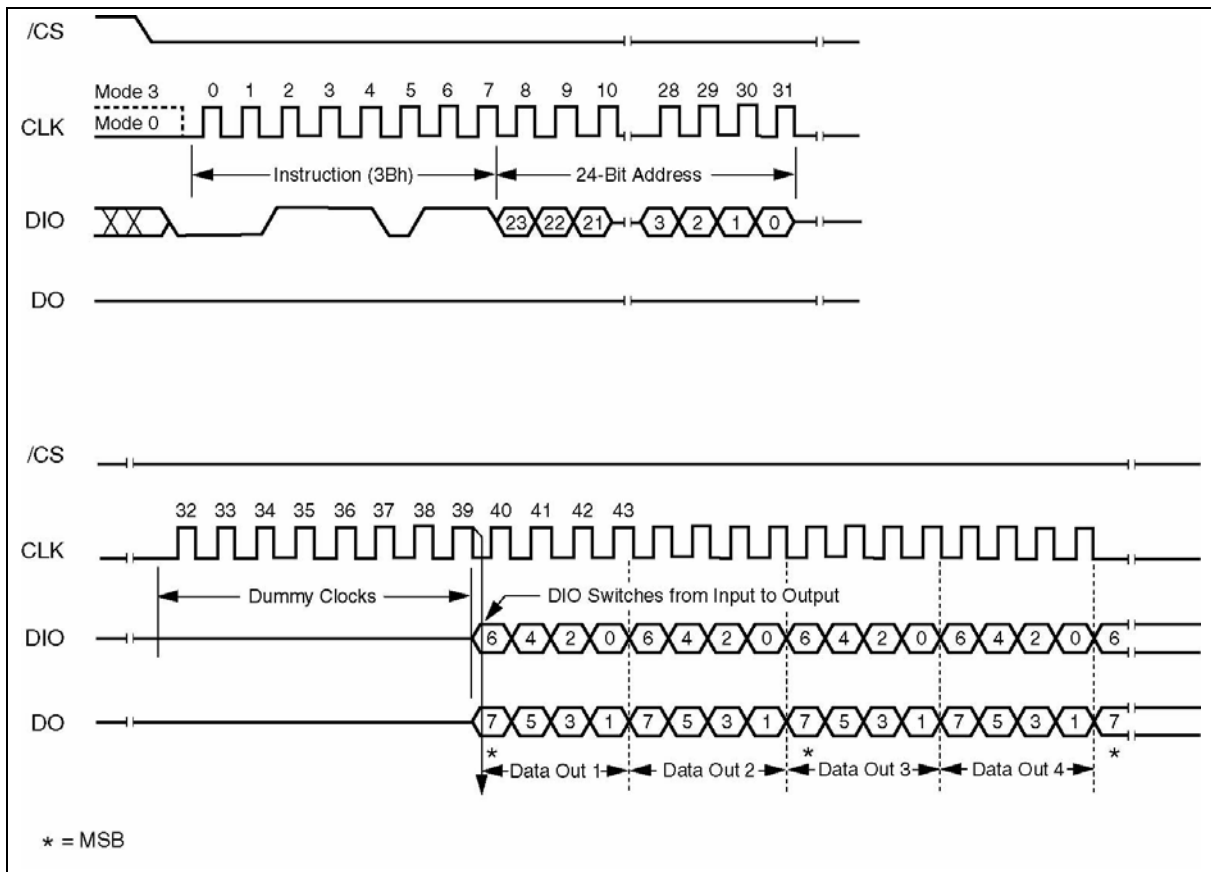 /CS
Mode 3
0 1 2 3 4 5 6 7 8 9 10 28 29 30 31
CLK
Mode 0
Instruction (3Bh) 24-Bit Address
DIO 23 22 21 3 2 1 0
DO
/CS
32 33 34 35 36 37 38 39 40 41 42 43
CLK
Dummy Clocks DIO Switches from Input to Output
DIO 6 4 2 0 6 4 2 0 6 4 2 0 6 4 2 0 6
DO 7 5 3 1 7 5 3 1 7 5 3 1 7 5 3 1 7
* * *
Data Out 1 Data Out 2 Data Out 3 Data Out 4
* = MSB